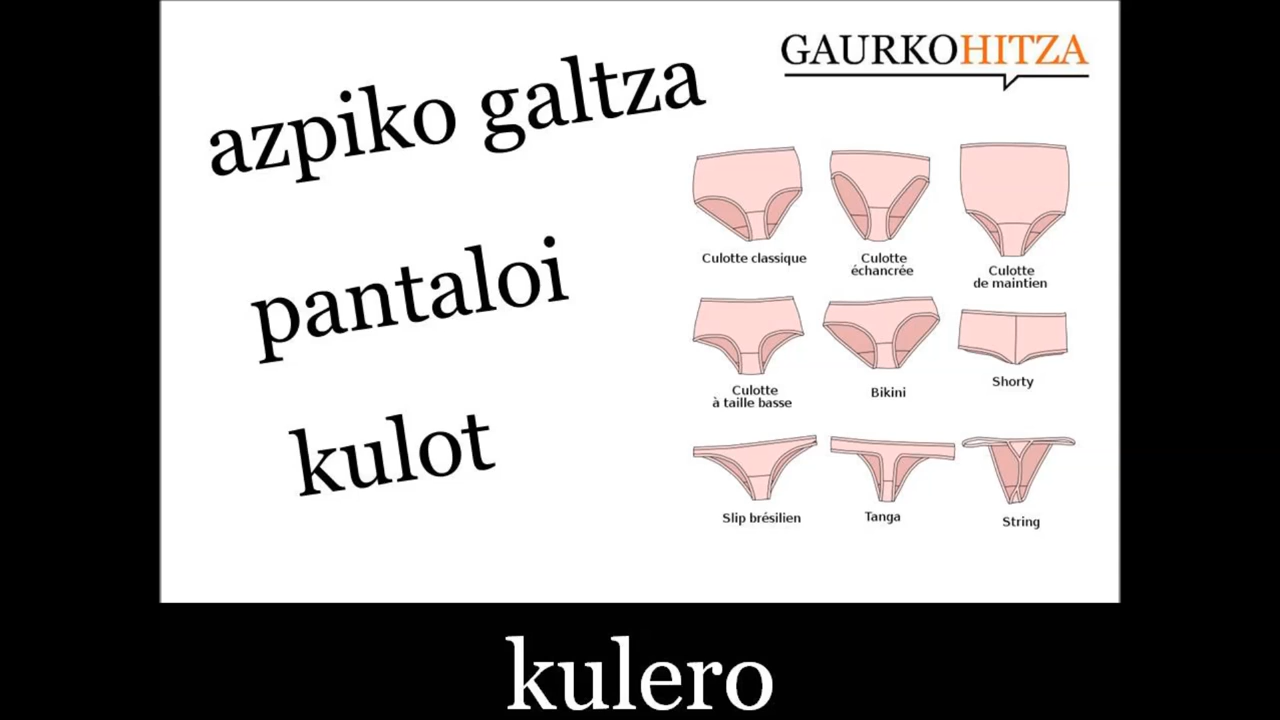 GAURKOHITZA
azpiko galtza
pantaloi
kulot
Culotte classique
Culotte
échancrée
Culotte
de maintien
Culotte
à taille basse
Bikini
Shorty
Slip brésilien
Tanga
String
kulero